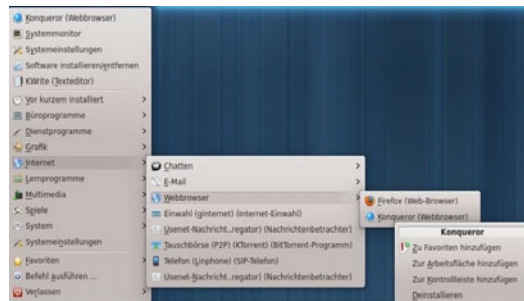 Konqueror (Webbrowser)
Systemmonitor
Systemeinstellungen
Software installieren/entfernen
KWrite (Texteditor)
Vor kurzem installiert
Büroprogramme
Dienstprogramme
Grafik
Internet
Lernprogramme
Multimedia
Spiele
System
Systemeinstellungen
Favoriten
Befehl ausführen ...
Verlassen
Chatten
E-Mail
Webbrowser
Einwahl (ginternet) (Internet-Einwahl)
Usenet-Nachricht..regator) (Nachrichtenbetrachter)
Tauschbörse (P2P) (KTorrent) (BitTorrent-Programm)
Telefon (Linphone) (SIP-Telefon)
Usenet-Nachricht..regator) (Nachrichtenbetrachter)
Firefox (Web-Browser)
Konqueror (Webbrowser)
Konqueror
Zu Favoriten hinzufügen
Zur Arbeitsfläche hinzufügen
Zur Kontrollleiste hinzufügen
Deinstallieren